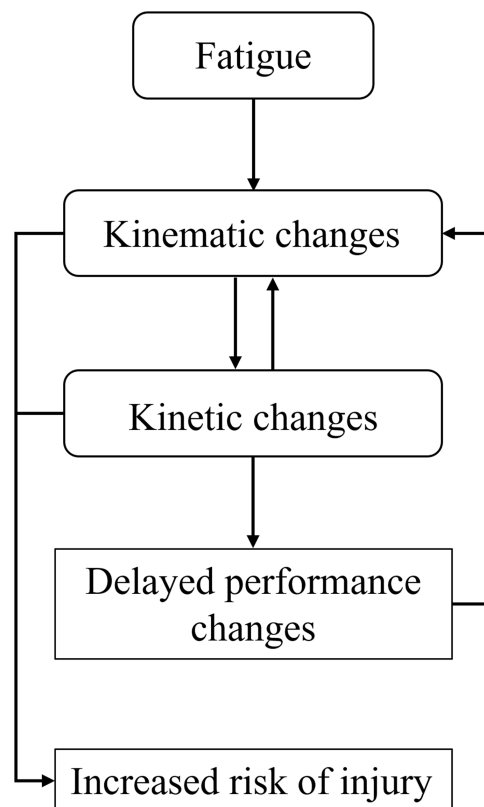 Fatigue
Kinematic changes
Kinetic changes
Delayed performance
changes
Increased risk of injury